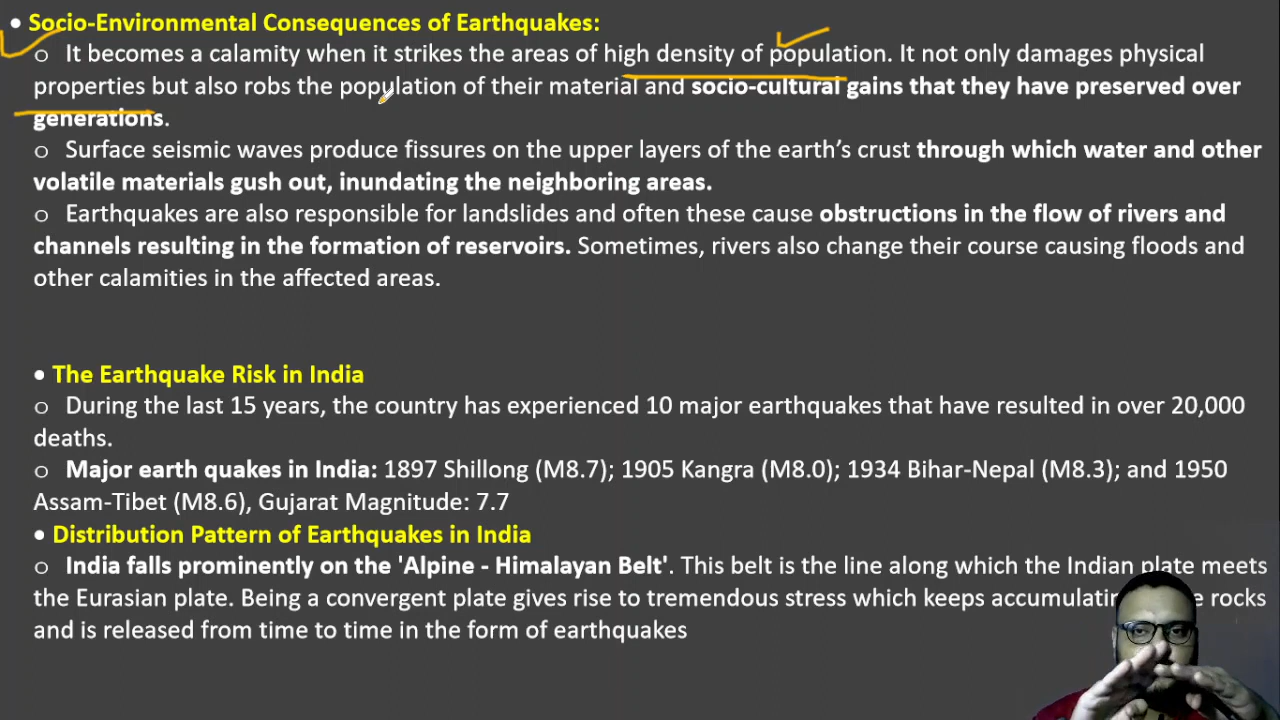 • Socio-Environmental Consequences of Earthquakes:
o It becomes a calamity when it strikes the areas of high density of population. It not only damages physical
properties but also robs the population of their material and socio-cultural gains that they have preserved over
generations.
o Surface seismic waves produce fissures on the upper layers of the earth's crust through which water and other
volatile materials gush out, inundating the neighboring areas.
o Earthquakes are also responsible for landslides and often these cause obstructions in the flow of rivers and
channels resulting in the formation of reservoirs. Sometimes, rivers also change their course causing floods and
other calamities in the affected areas.
• The Earthquake Risk in India
o During the last 15 years, the country has experienced 10 major earthquakes that have resulted in over 20,000
deaths.
o Major earth quakes in India: 1897 Shillong (M8.7); 1905 Kangra (M8.0); 1934 Bihar-Nepal (M8.3); and 1950
Assam-Tibet (M8.6), Gujarat Magnitude: 7.7
• Distribution Pattern of Earthquakes in India
o India falls prominently on the 'Alpine - Himalayan Belt'. This belt is the line along which the Indian plate meets
the Eurasian plate. Being a convergent plate gives rise to tremendous stress which keeps rocks
and is released from time to time in the form of earthquakes